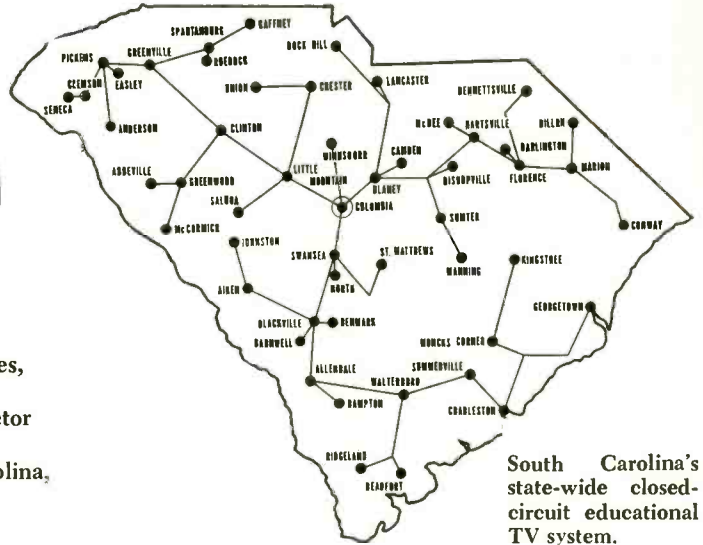 GAFFNEY
SPARTANBURG
ROCK HILL
PICKENS
GREENVILLE
ROEBUCK
LANCASTER
CLEMSON
EASLEY
UNION
CHESTER
BENNETTSVILLE
SENECA
McBEE
HARTSVILLE
DILLON
ANDERSON
CLINTON
WINNSBORO
CAMDEN
DARLINGTON
ABBEVILLE
GREENWOOD
LITTLE
MOUNTAIN
BLANEY
BISHOPVILLE
FLORENCE
MARION
SALUDA
COLUMBIA
SUMTER
CONWAY
McCORMICK
JOHNSTON
SWANSEA
ST. MATTHEWS
MANNING
KINGSTREE
AIKEN
NORTH
GEORGETOWN
BLACKVILLE
DENMARK
BARNWELL
MONCKS CORNER
es,
ALLENDALE
WALTERBORO
SUMMERVILLE
ctor
HAMPTON
CHARLESTON
olina,
RIDGELAND
BEAUFORT
South Carolina's
state-wide closed-
circuit educational
TV system.